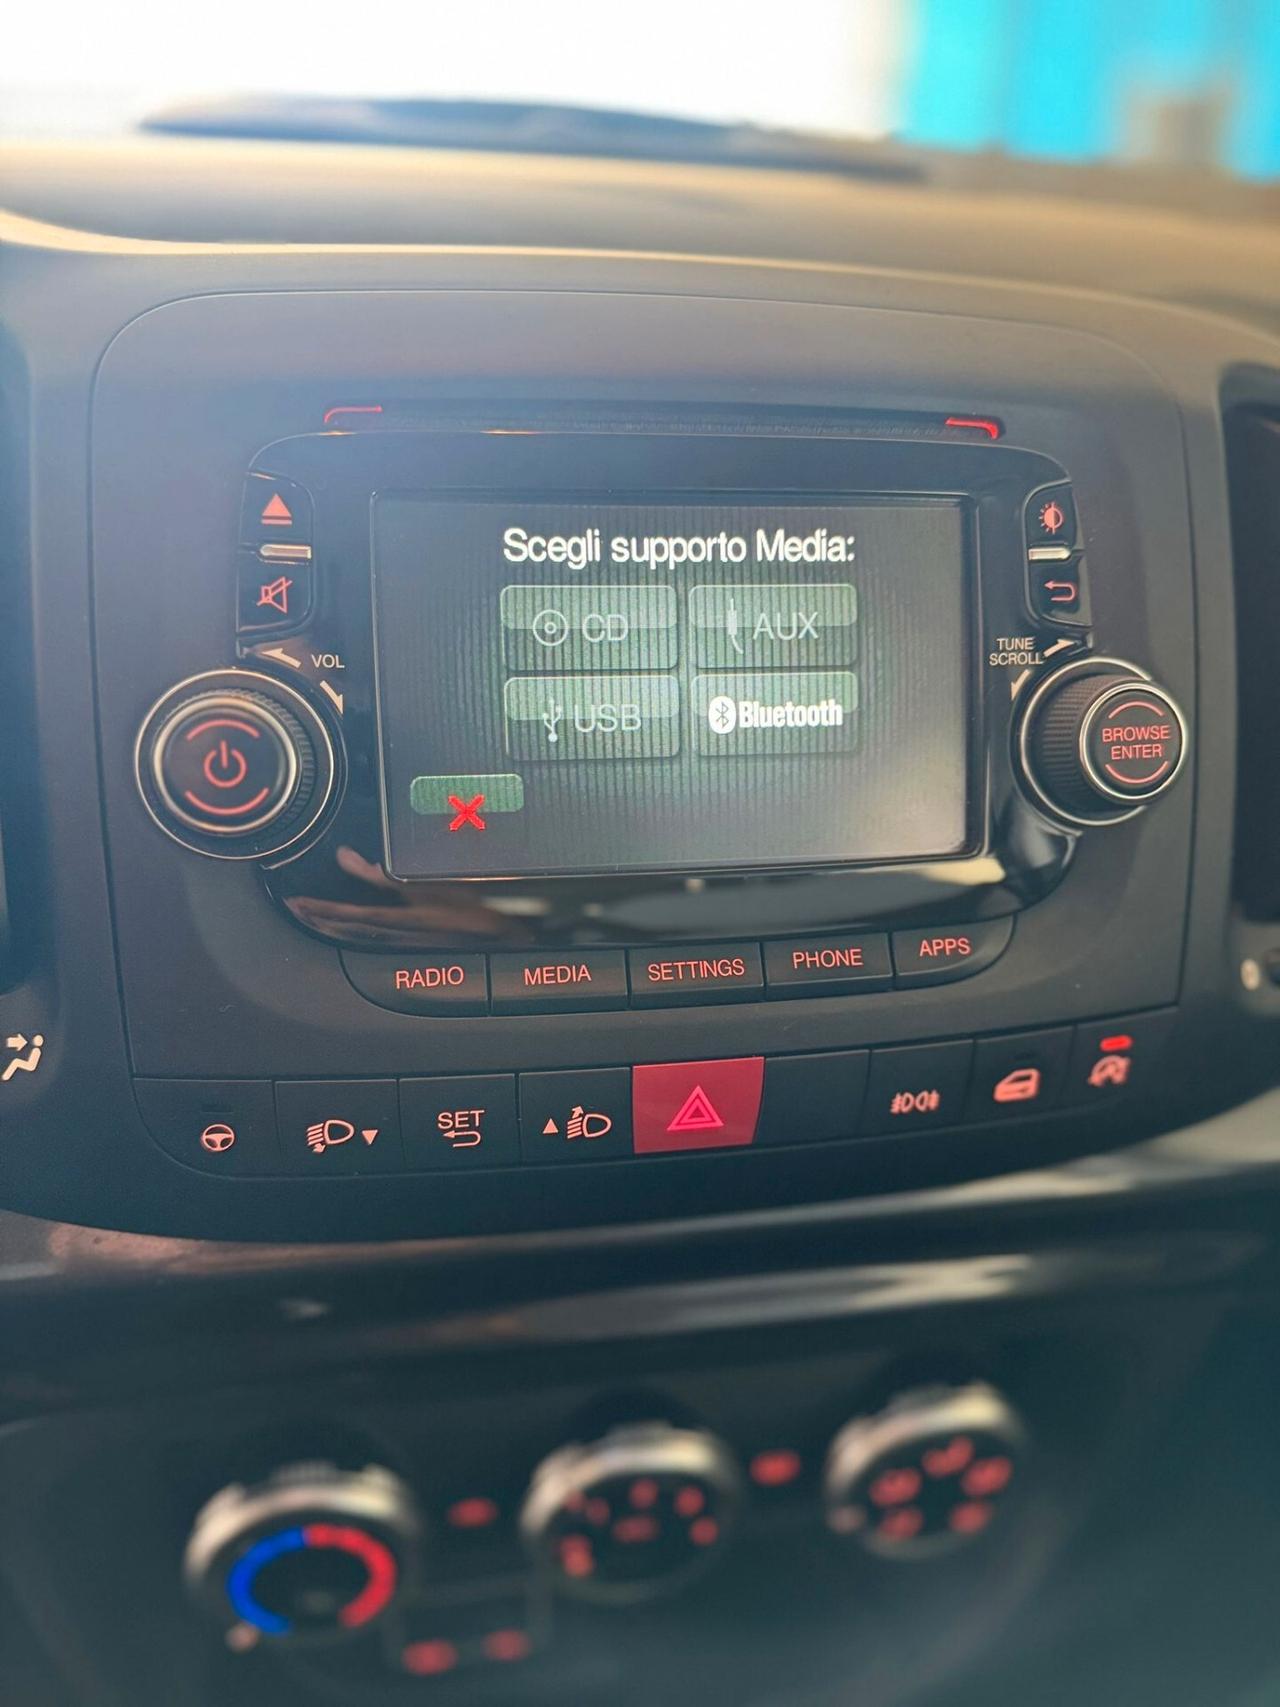 Scegli supporto Media:
CD
AUX
USB
Bluetooth
VOL
TUNE
SCROLL
BROWSE
ENTER
RADIO
MEDIA
SETTINGS
PHONE
APPS
SET